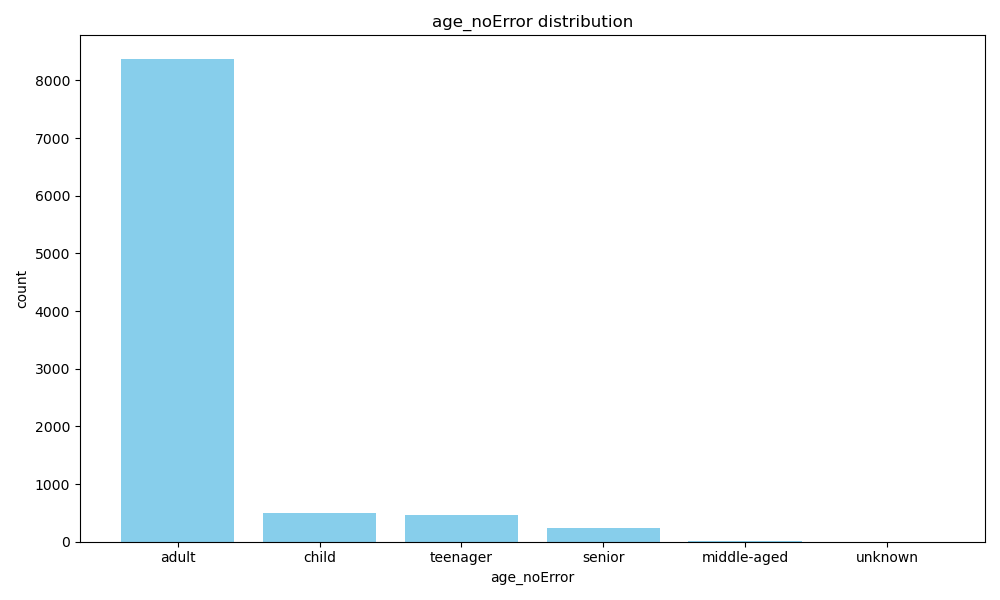 age_noError distribution
count
8000
7000
6000
5000
4000
3000
2000
1000
0
adult child teenager senior middle-aged unknown
age_noError